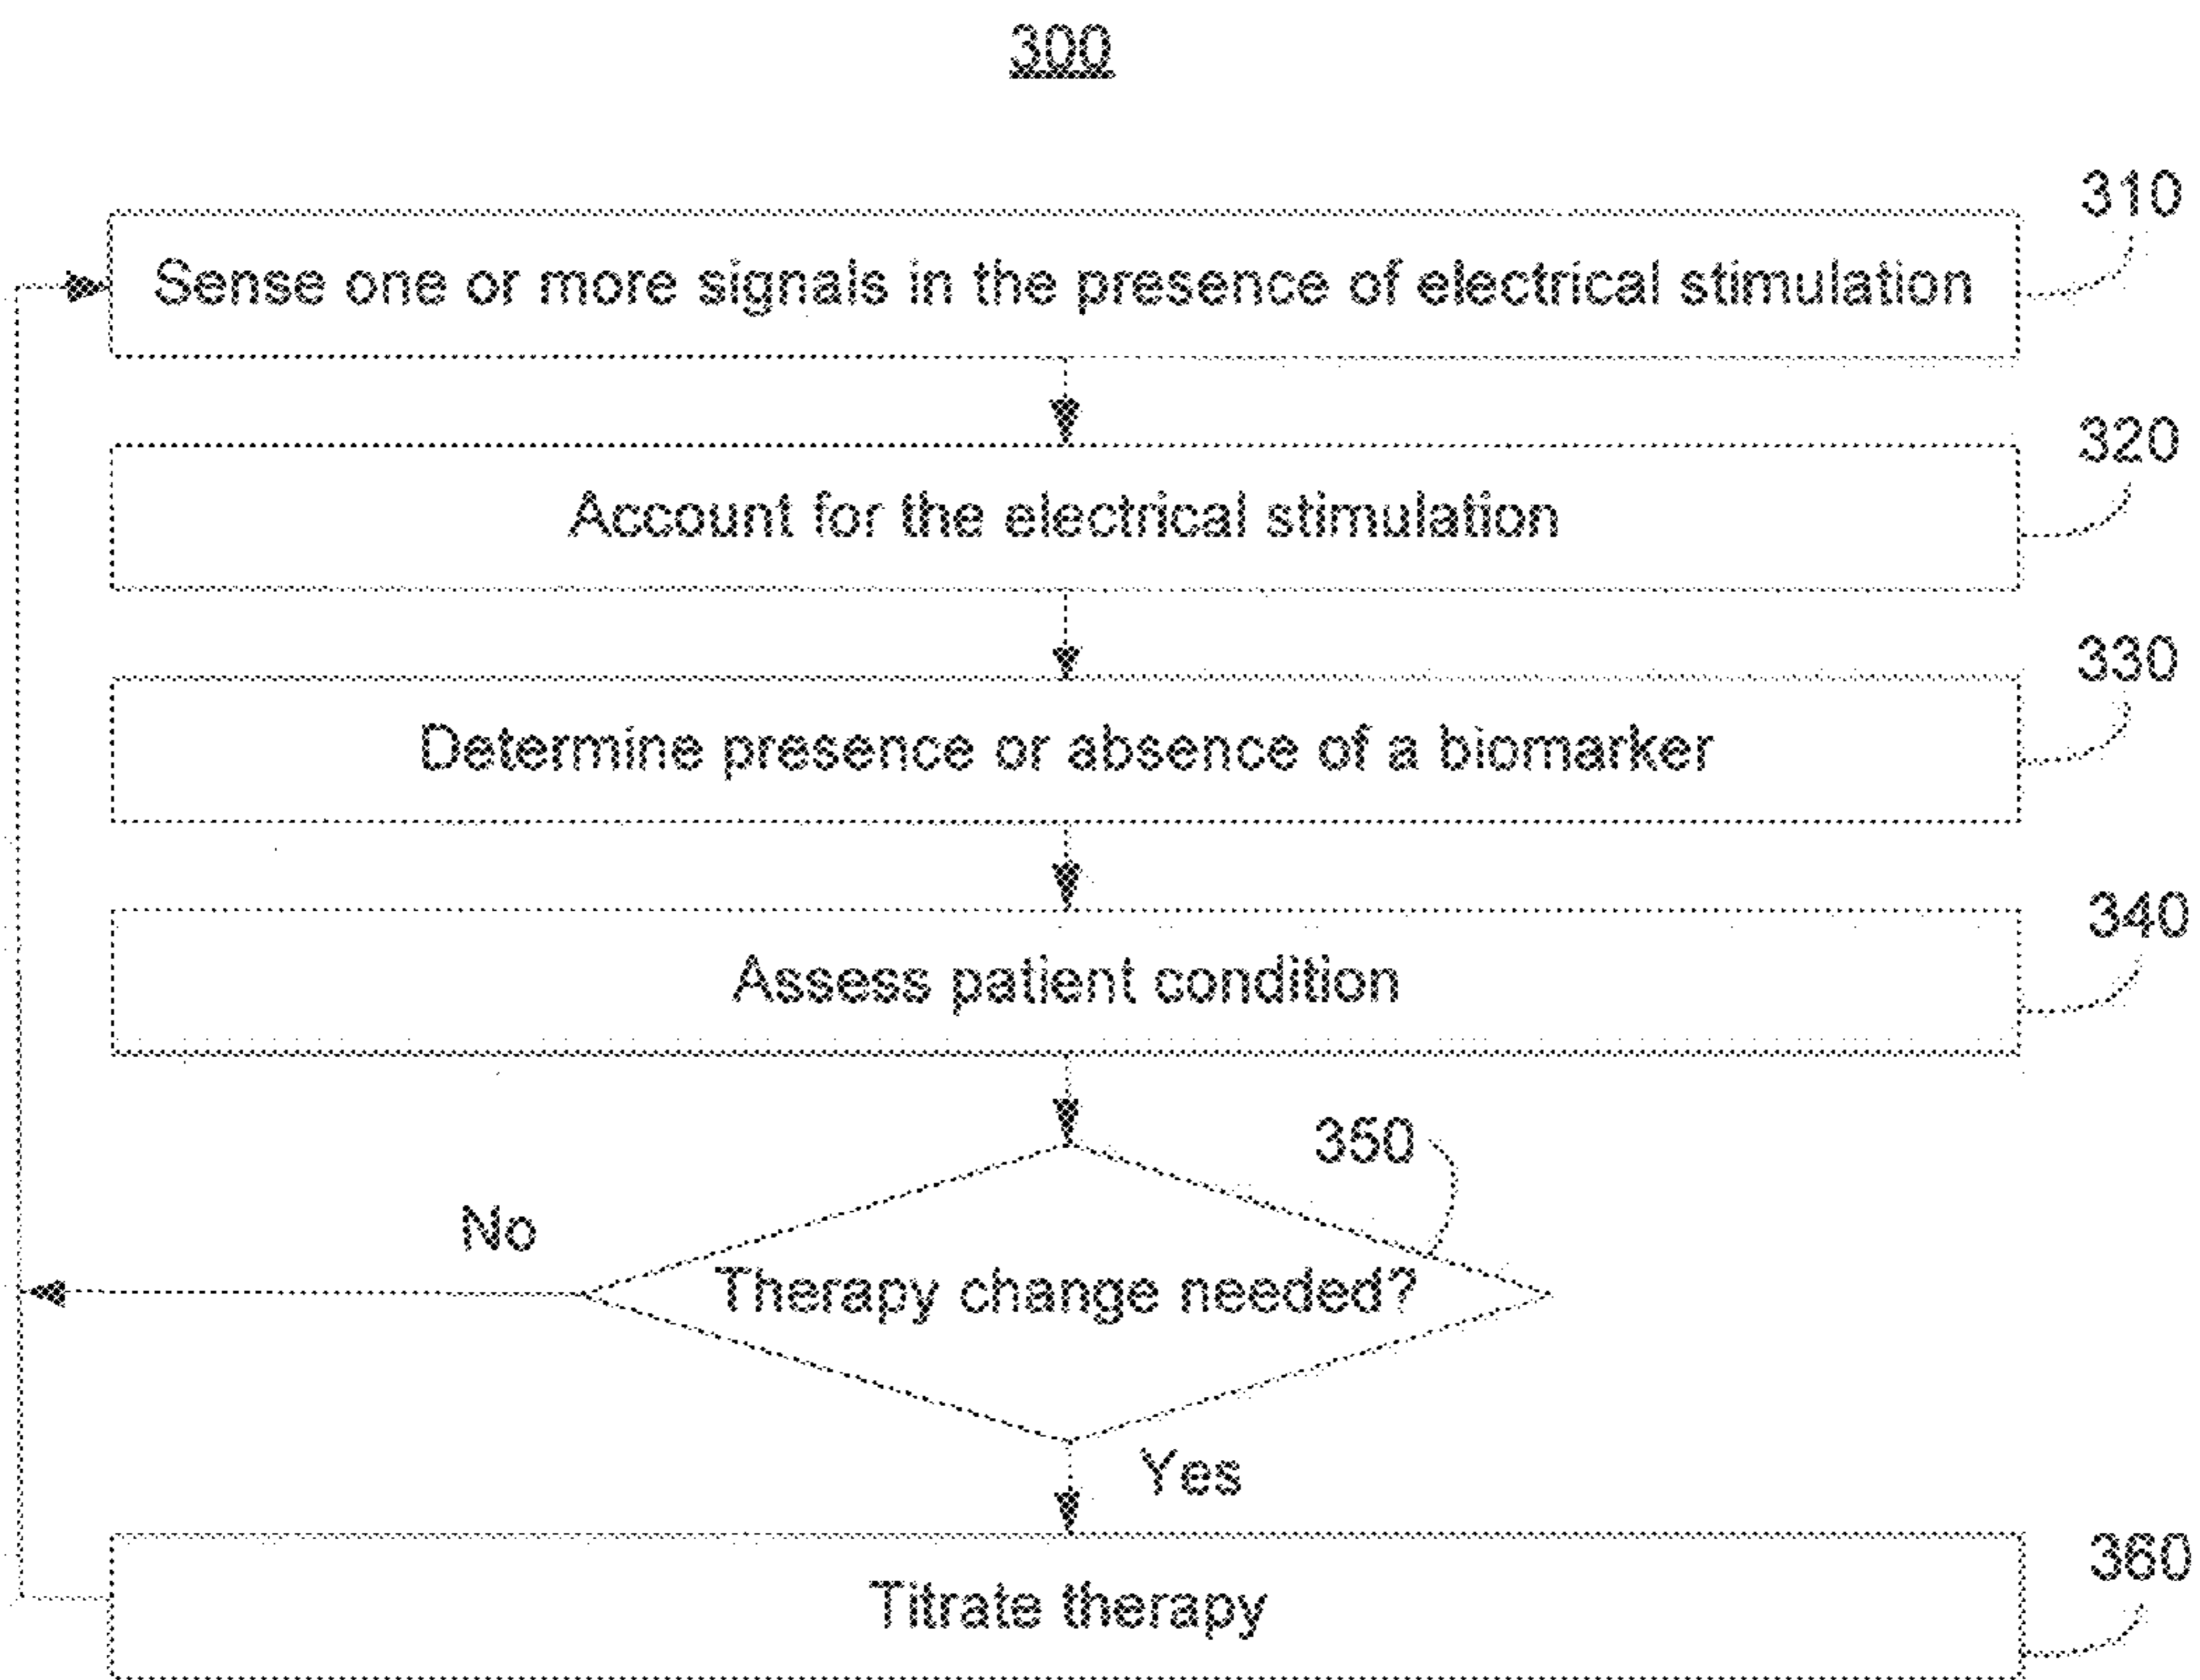 300
310
Sense one or more signals in the presence of electrical stimulation
320
Account for the electrical stimulation
330
Determine presence or absence of a biomarker
340
Assess patient condition
350
No
Therapy change needed?
Yes
360
Titrate therapy